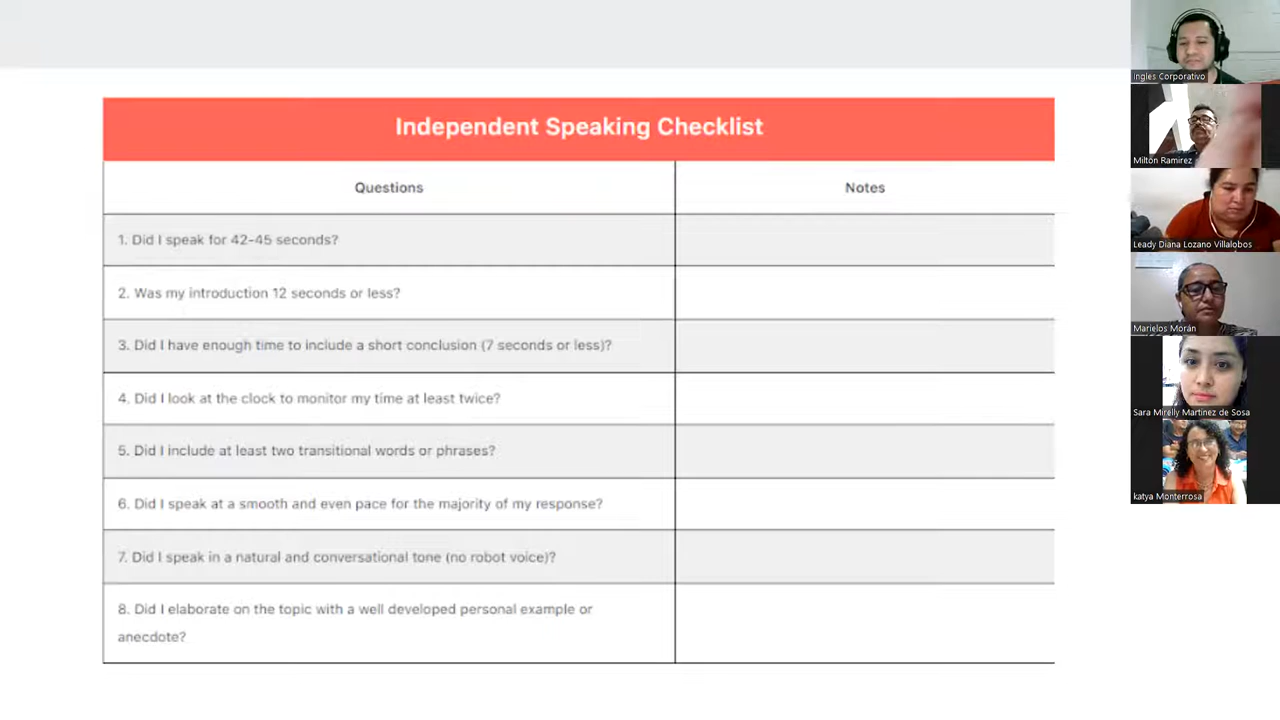 Independent Speaking Checklist
Questions
Notes
1. Did I speak for 42-45 seconds?
2. Was my introduction 12 seconds or less?
3. Did I have enough time to include a short conclusion (7 seconds or less)?
4. Did I look at the clock to monitor my time at least twice?
5. Did I include at least two transitional words or phrases?
6. Did I speak at a smooth and even pace for the majority of my response?
7. Did I speak in a natural and conversational tone (no robot voice)?
8. Did I elaborate on the topic with a well developed personal example or
anecdote?
Ingles Corporativo
Milton Ramirez
Leady Diana Lozano Villalobos
Marielos Morán
Sara Mirelly Martinez de Sosa
katya Monterrosa